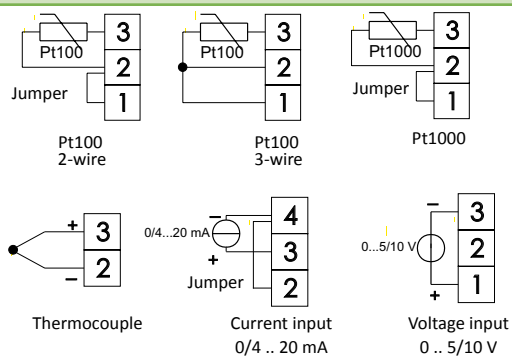 Pt100
3
2
1
Jumper
Pt100
2-wire
Pt100
3
2
1
Pt100
3-wire
Pt1000
3
2
1
Jumper
Pt1000
+
3
2
–
Thermocouple
–
0/4...20 mA
+
4
3
2
Jumper
Current input
0/4 .. 20 mA
–
0...5/10 V
+
3
2
1
Voltage input
0 .. 5/10 V